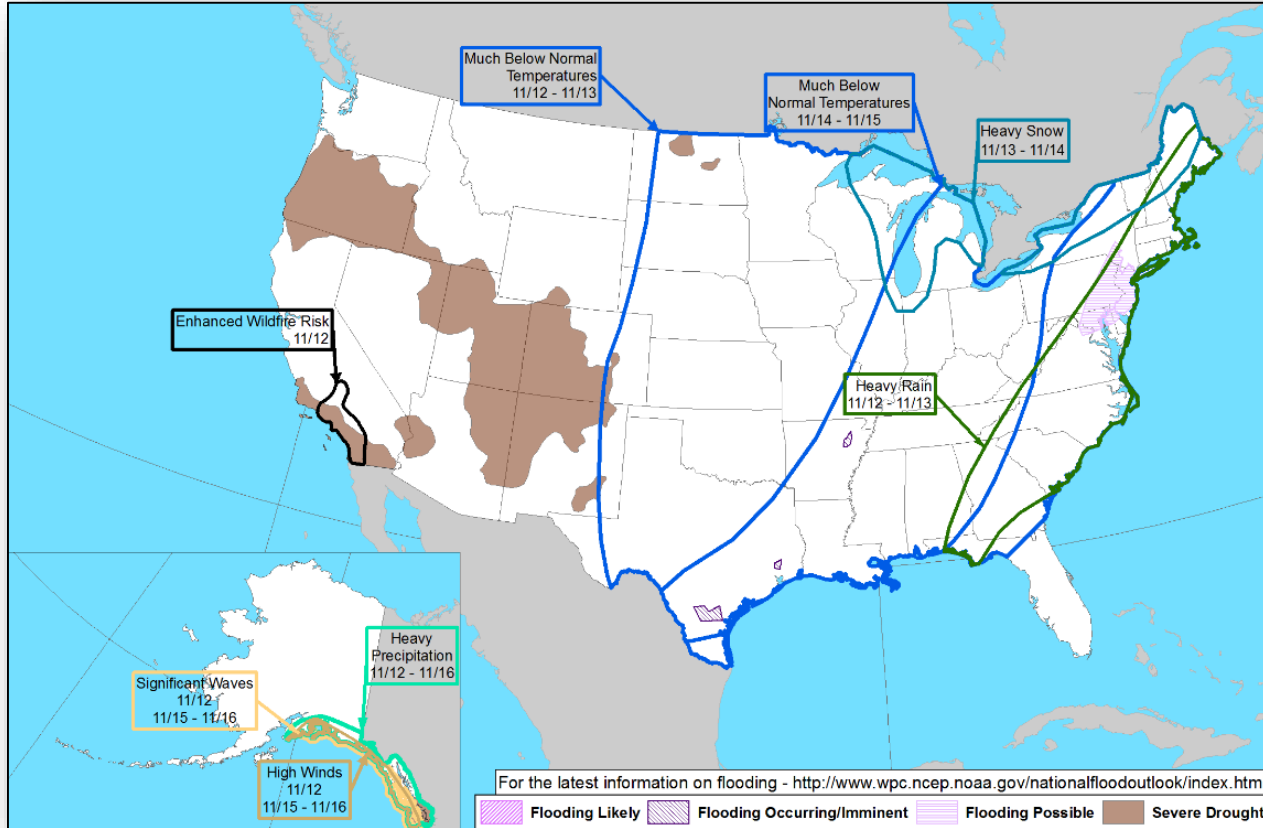 Much Below Normal
Temperatures
11/12 - 11/13
Much Below
Normal Temperatures
11/14 - 11/15
Heavy Snow
11/13 - 11/14
Enhanced Wildfire Risk
11/12
Heavy Rain
11/12 - 11/13
Heavy
Precipitation
11/12 - 11/16
Significant Waves
11/12
11/15 - 11/16
High Winds
11/12
11/15 - 11/16
For the latest information on flooding - http://www.wpc.ncep.noaa.gov/nationalfloodoutlook/index.htm
Flooding Likely
Flooding Occurring/Imminent
Flooding Possible
Severe Drought